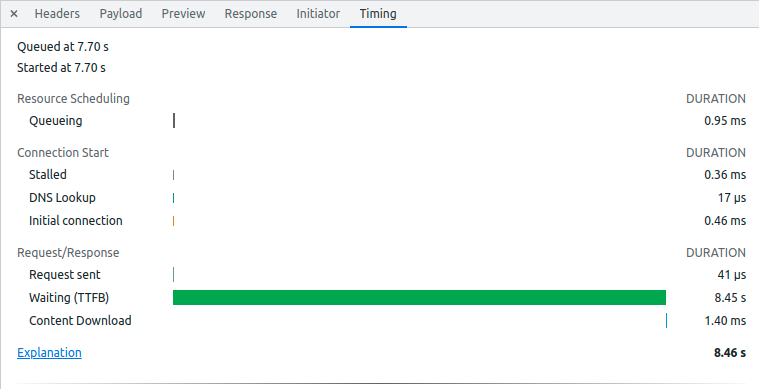 × Headers Payload Preview Response Initiator Timing
Queued at 7.70 s
Started at 7.70 s
Resource Scheduling DURATION
Queueing 0.95 ms
Connection Start DURATION
Stalled 0.36 ms
DNS Lookup 17 μs
Initial connection 0.46 ms
Request/Response DURATION
Request sent 41 μs
Waiting (TTFB) 8.45 s
Content Download 1.40 ms
Explanation 8.46 s